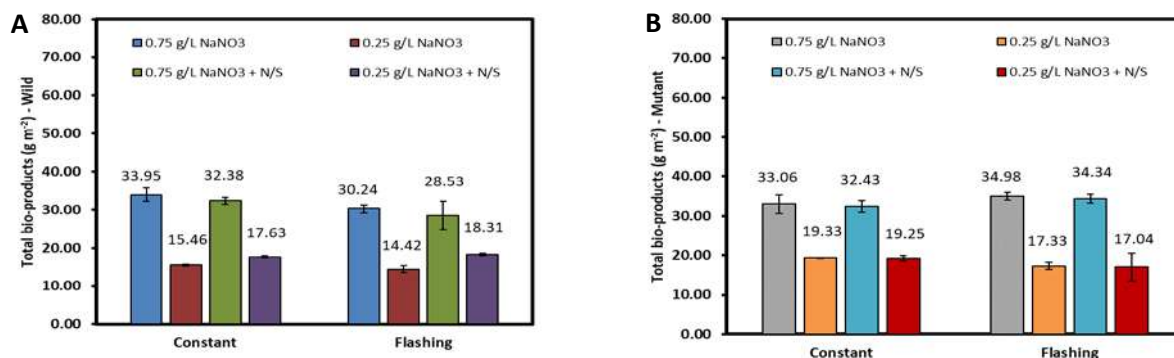 A
Total bio-products (g m-2) - Wild
80.00
70.00
60.00
50.00
40.00
30.00
20.00
10.00
0.00
0.75 g/L NaNO3
0.25 g/L NaNO3
0.75 g/L NaNO3 + N/S
0.25 g/L NaNO3 + N/S
33.95
15.46
32.38
17.63
30.24
14.42
28.53
18.31
Constant
Flashing
B
Total bio-products (g m-2) - Mutant
80.00
70.00
60.00
50.00
40.00
30.00
20.00
10.00
0.00
0.75 g/L NaNO3
0.25 g/L NaNO3
0.75 g/L NaNO3 + N/S
0.25 g/L NaNO3 + N/S
33.06
19.33
32.43
19.25
34.98
17.33
34.34
17.04
Constant
Flashing